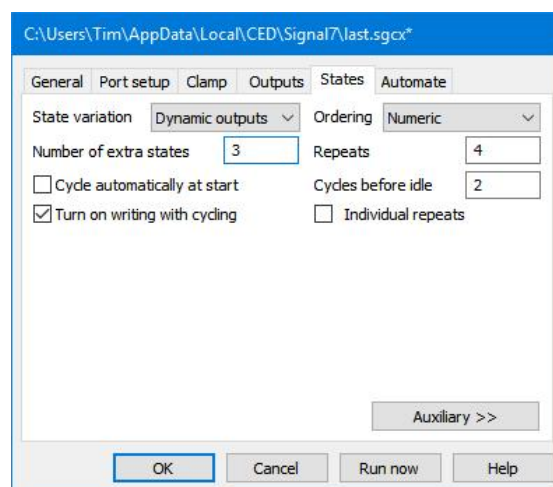 C:\Users\Tim\AppData\Local\CED\Signal7\last.sgcx*
General Port setup Clamp Outputs States Automate
State variation Dynamic outputs Ordering Numeric
Number of extra states 3 Repeats 4
Cycle automatically at start Cycles before idle 2
Turn on writing with cycling Individual repeats
Auxiliary >>
OK Cancel Run now Help